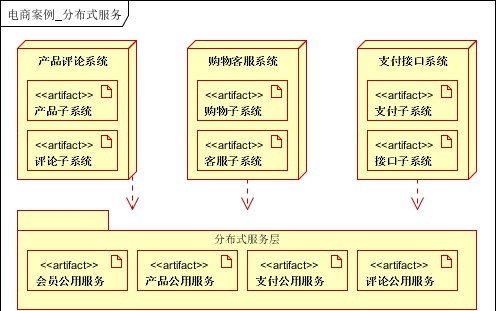 电商案例_分布式服务
产品评论系统
<<artifact>>
产品子系统
<<artifact>>
评论子系统
购物客服系统
<<artifact>>
购物子系统
<<artifact>>
客服子系统
支付接口系统
<<artifact>>
支付子系统
<<artifact>>
接口子系统
分布式服务层
<<artifact>>
会员公用服务
<<artifact>>
产品公用服务
<<artifact>>
支付公用服务
<<artifact>>
评论公用服务